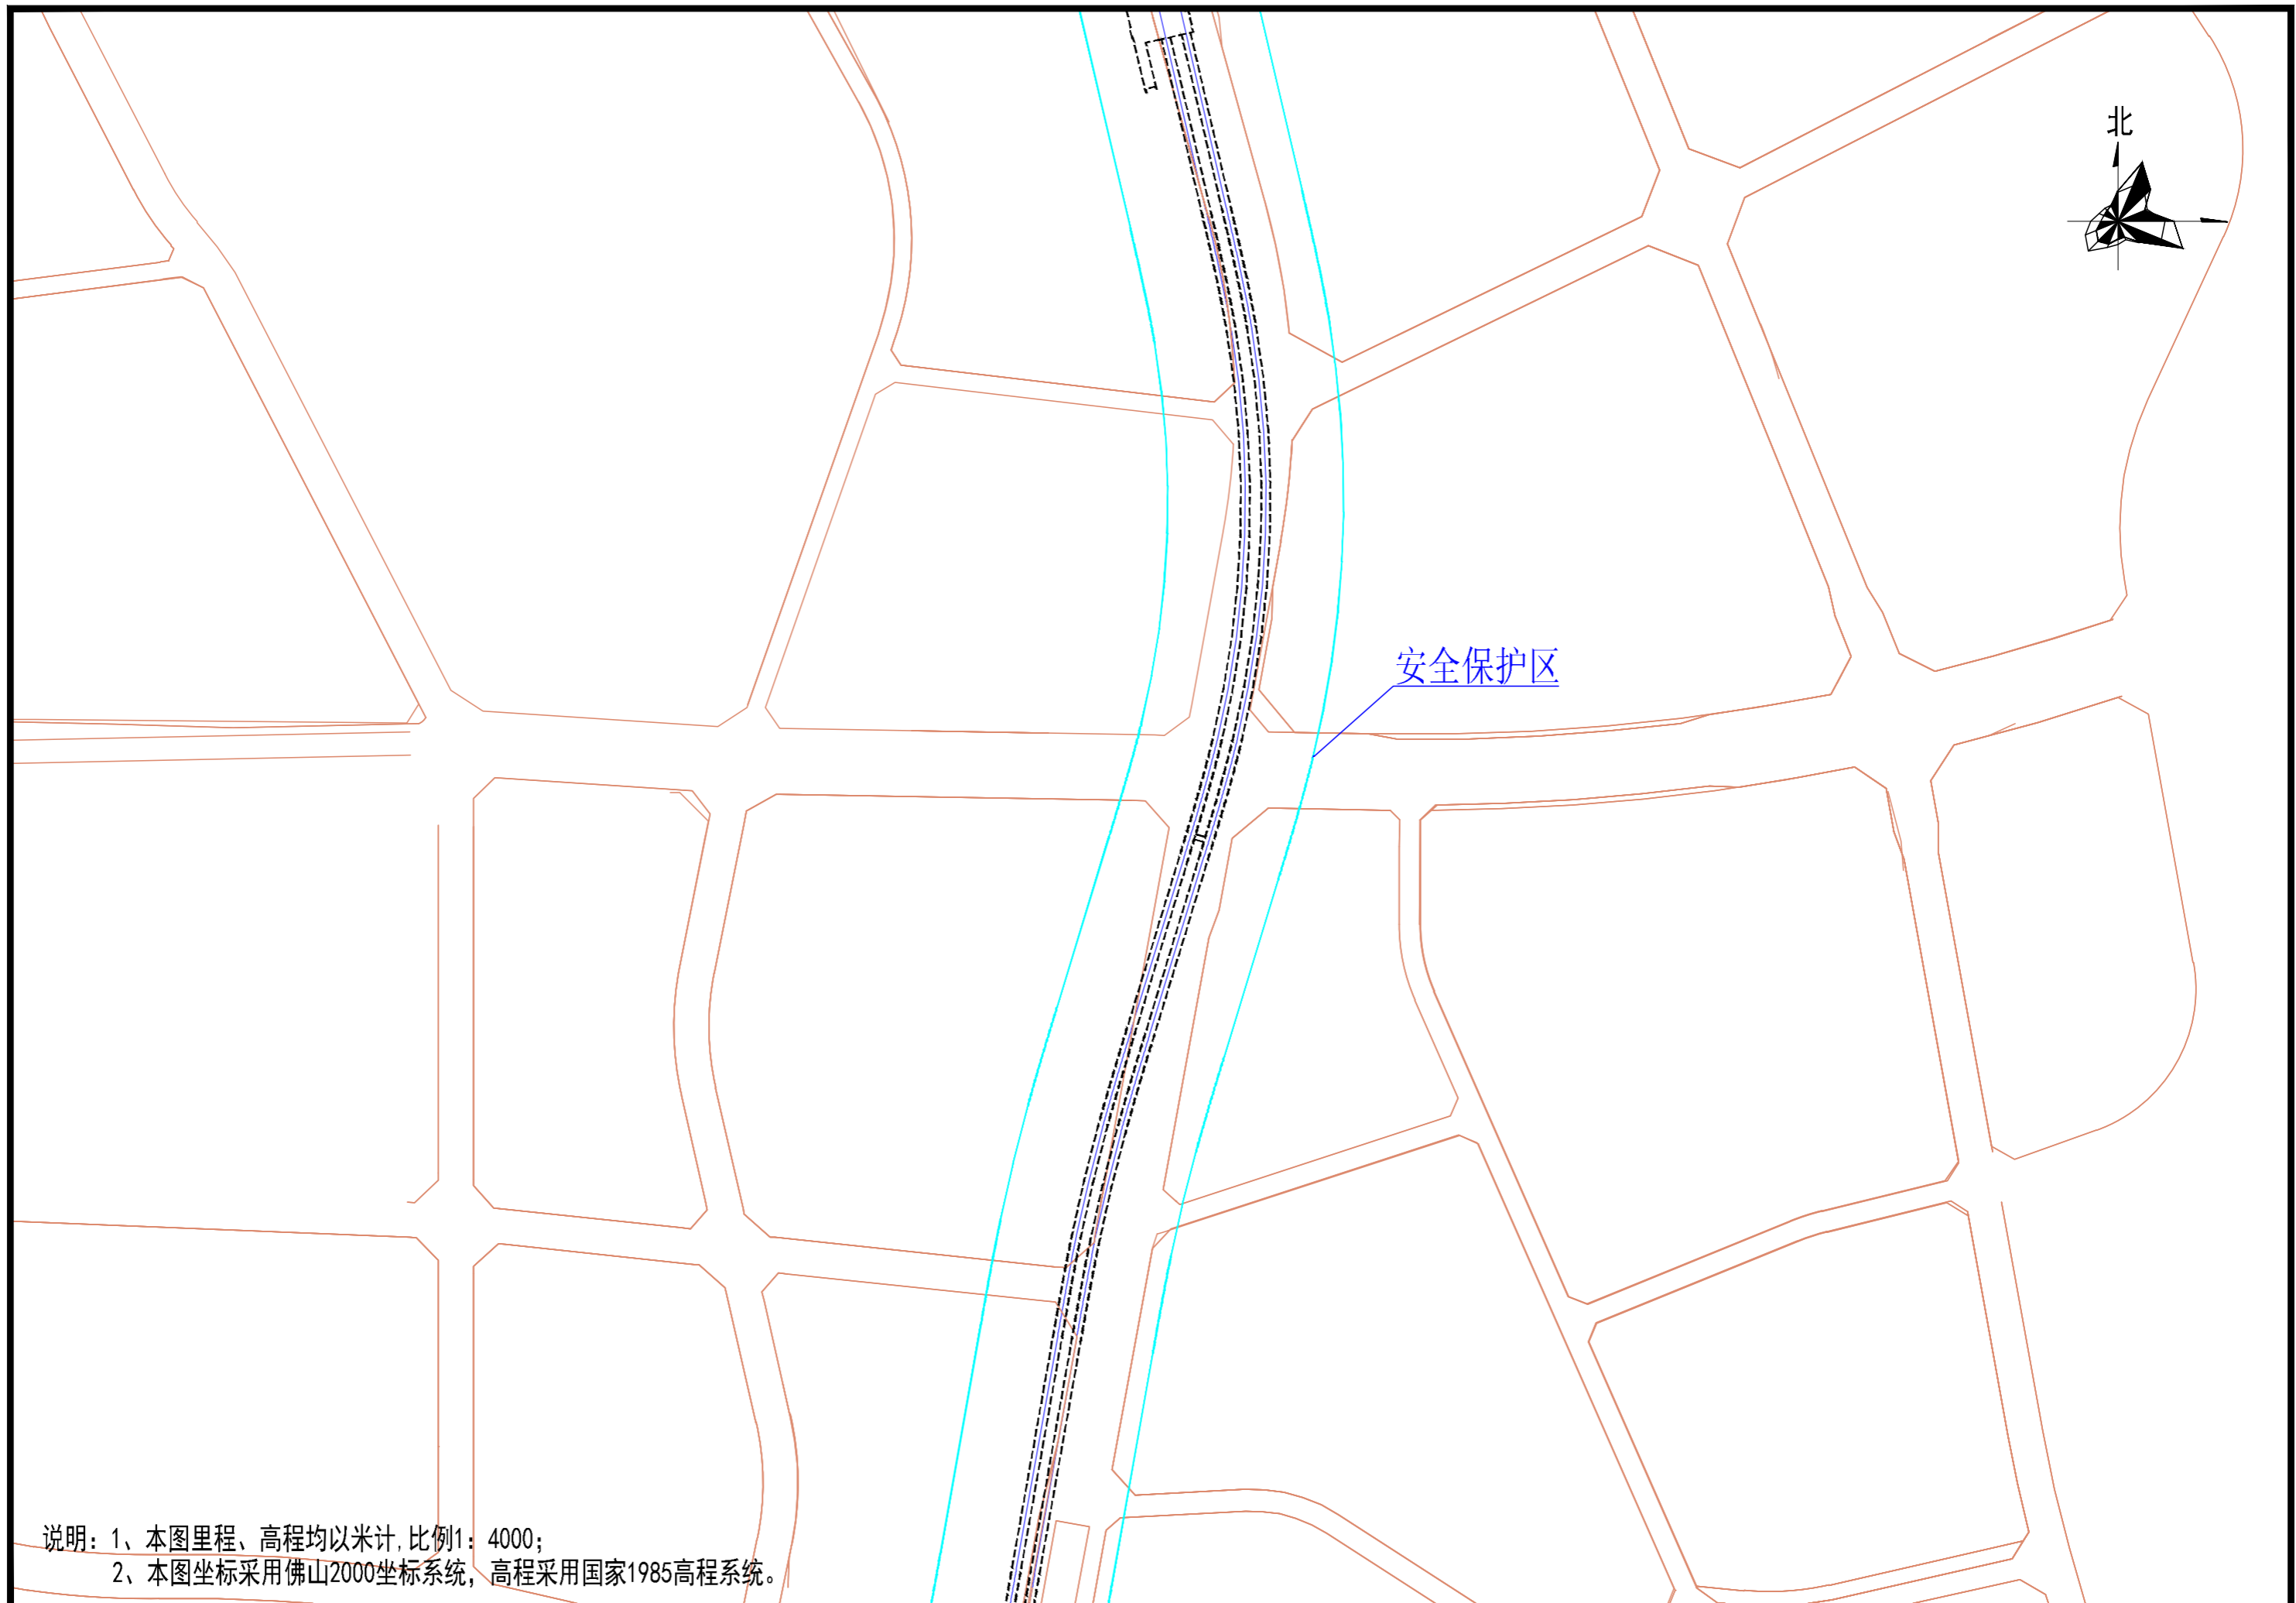 北
安全保护区
说明：1、本图里程、高程均以米计,比例1：4000；
2、本图坐标采用佛山2000坐标系统，高程采用国家1985高程系统。